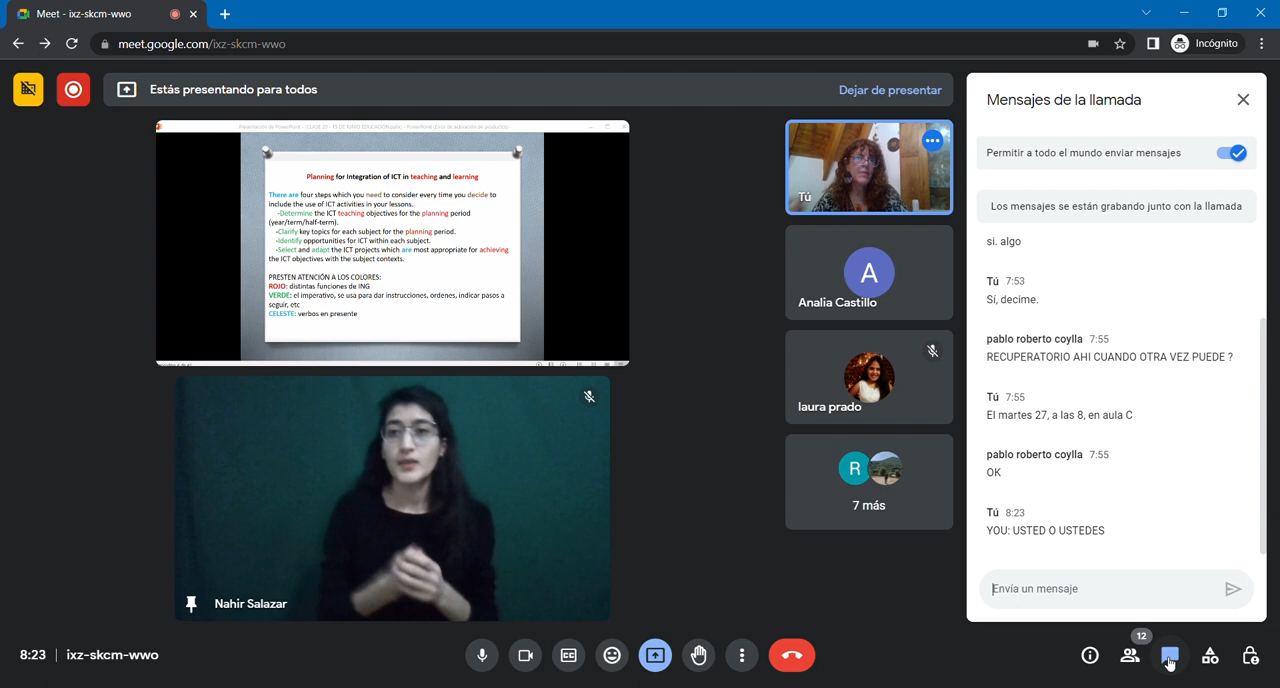 Meet - ixz-skcm-wwo
meet.google.com/ixz-skcm-wwo
Incógnito
Estás presentando para todos
Dejar de presentar
Planning for Integration of ICT in teaching and learning
There are four steps which you need to consider every time you decide to
include the use of ICT activities in your lessons.
-Determine the ICT teaching objectives for the planning period
(year/term/half-term).
-Clarify key topics for each subject for the planning period.
-Identify opportunities for ICT within each subject.
-Select and adapt the ICT projects which are most appropriate for achieving
the ICT objectives with the subject contexts.
PRESTEN ATENCIÓN A LOS COLORES:
ROJO: distintas funciones de ING
VERDE: el imperativo, se usa para dar instrucciones, ordenes, indicar pasos a
seguir, etc
CELESTE: verbos en presente
Nahir Salazar
Tú
A
Analia Castillo
laura prado
R
7 más
Mensajes de la llamada
Permitir a todo el mundo enviar mensajes
Los mensajes se están grabando junto con la llamada
si. algo
Tú 7:53
Sí, decime.
pablo roberto coylla 7:55
RECUPERATORIO AHI CUANDO OTRA VEZ PUEDE ?
Tú 7:55
El martes 27, a las 8, en aula C
pablo roberto coylla 7:55
OK
Tú 8:23
YOU: USTED O USTEDES
Envía un mensaje
8:23 | ixz-skcm-wwo
12